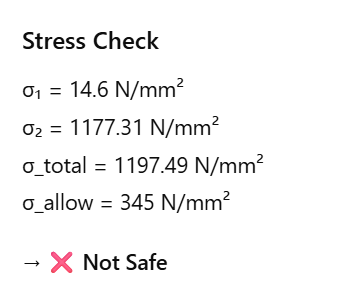 Stress Check
σ₁ = 14.6 N/mm²
σ₂ = 1177.31 N/mm²
σ_total = 1197.49 N/mm²
σ_allow = 345 N/mm²
→ ❌ Not Safe